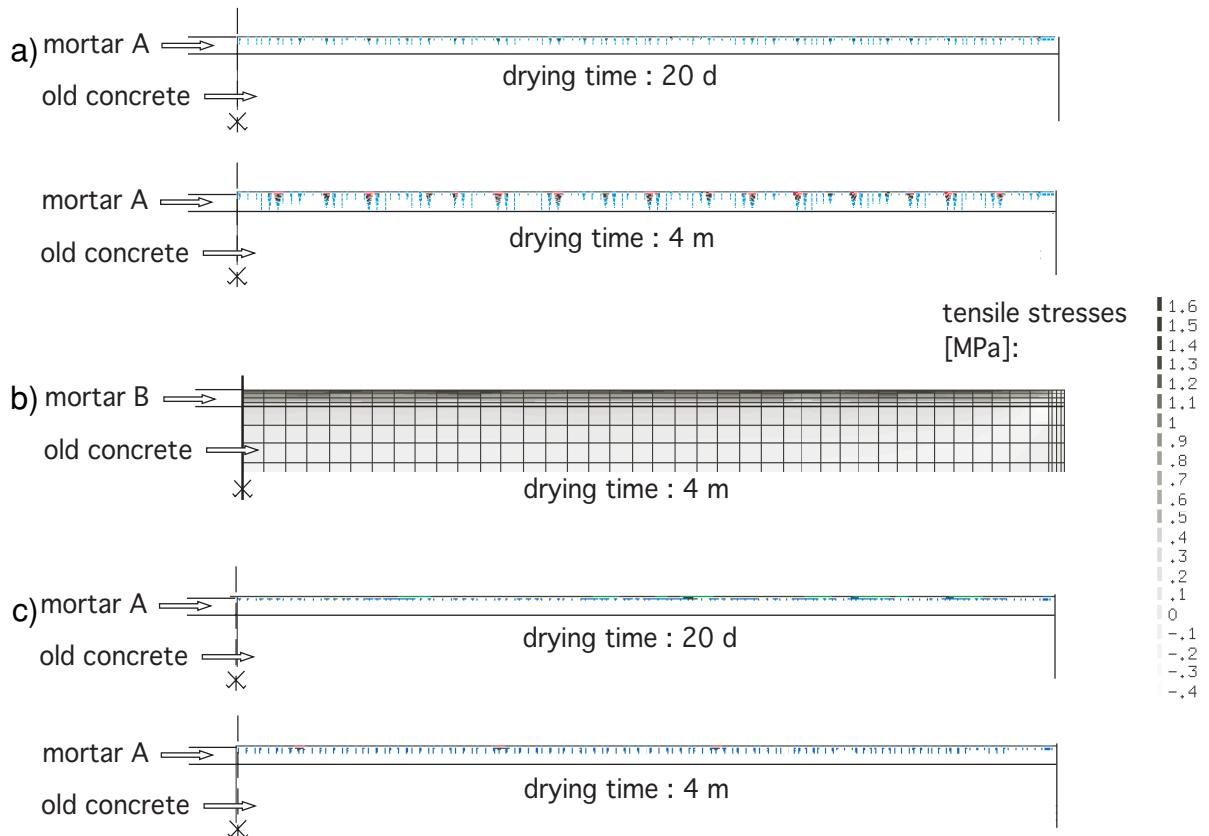 a) mortar A
drying time : 20 d
old concrete
mortar A
drying time : 4 m
old concrete
tensile stresses
[MPa]:
1.6
1.5
1.4
1.3
1.2
1.1
1
.9
.8
.7
.6
.5
.4
.3
.2
.1
0
-.1
-.2
-.3
-.4
b) mortar B
old concrete
drying time : 4 m
c) mortar A
drying time : 20 d
old concrete
mortar A
drying time : 4 m
old concrete